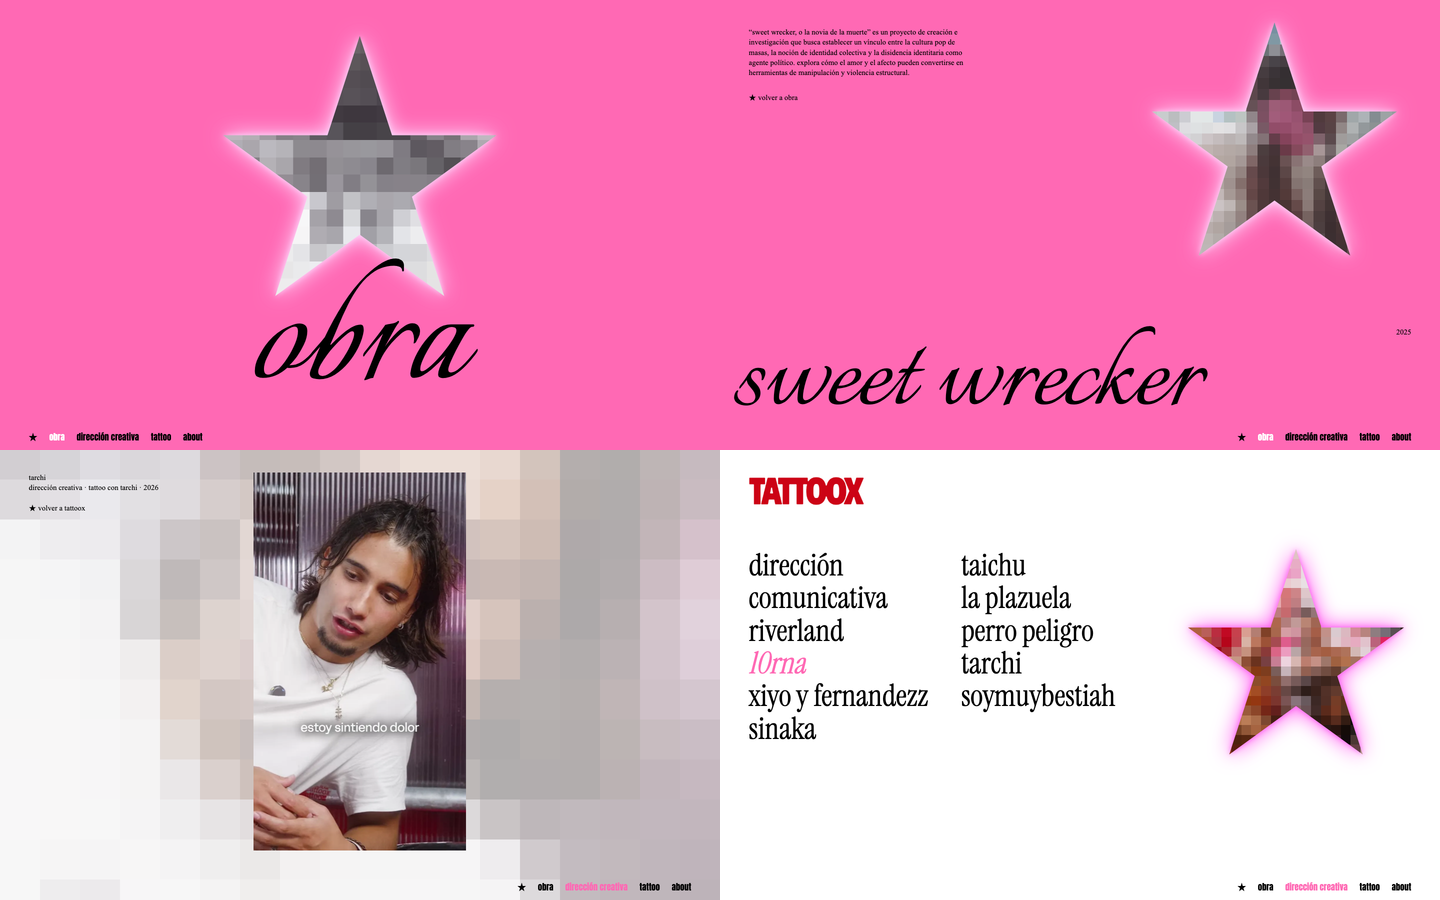 obra
★ obra dirección creativa tattoo about
“sweet wrecker, o la novia de la muerte” es un proyecto de creación e
investigación que busca establecer un vínculo entre la cultura pop de
masas, la noción de identidad colectiva y la disidencia identitaria como
agente político. explora cómo el amor y el afecto pueden convertirse en
herramientas de manipulación y violencia estructural.
★ volver a obra
2025
sweet wrecker
★ obra dirección creativa tattoo about
tarchi
dirección creativa · tattoo con tarchi · 2026
★ volver a tattoox
estoy sintiendo dolor
★ obra dirección creativa tattoo about
TATTOOX
dirección
comunicativa
riverland
l0rna
xiyo y fernandezz
sinaka
taichu
la plazuela
perro peligro
tarchi
soymuybestiah
★ obra dirección creativa tattoo about